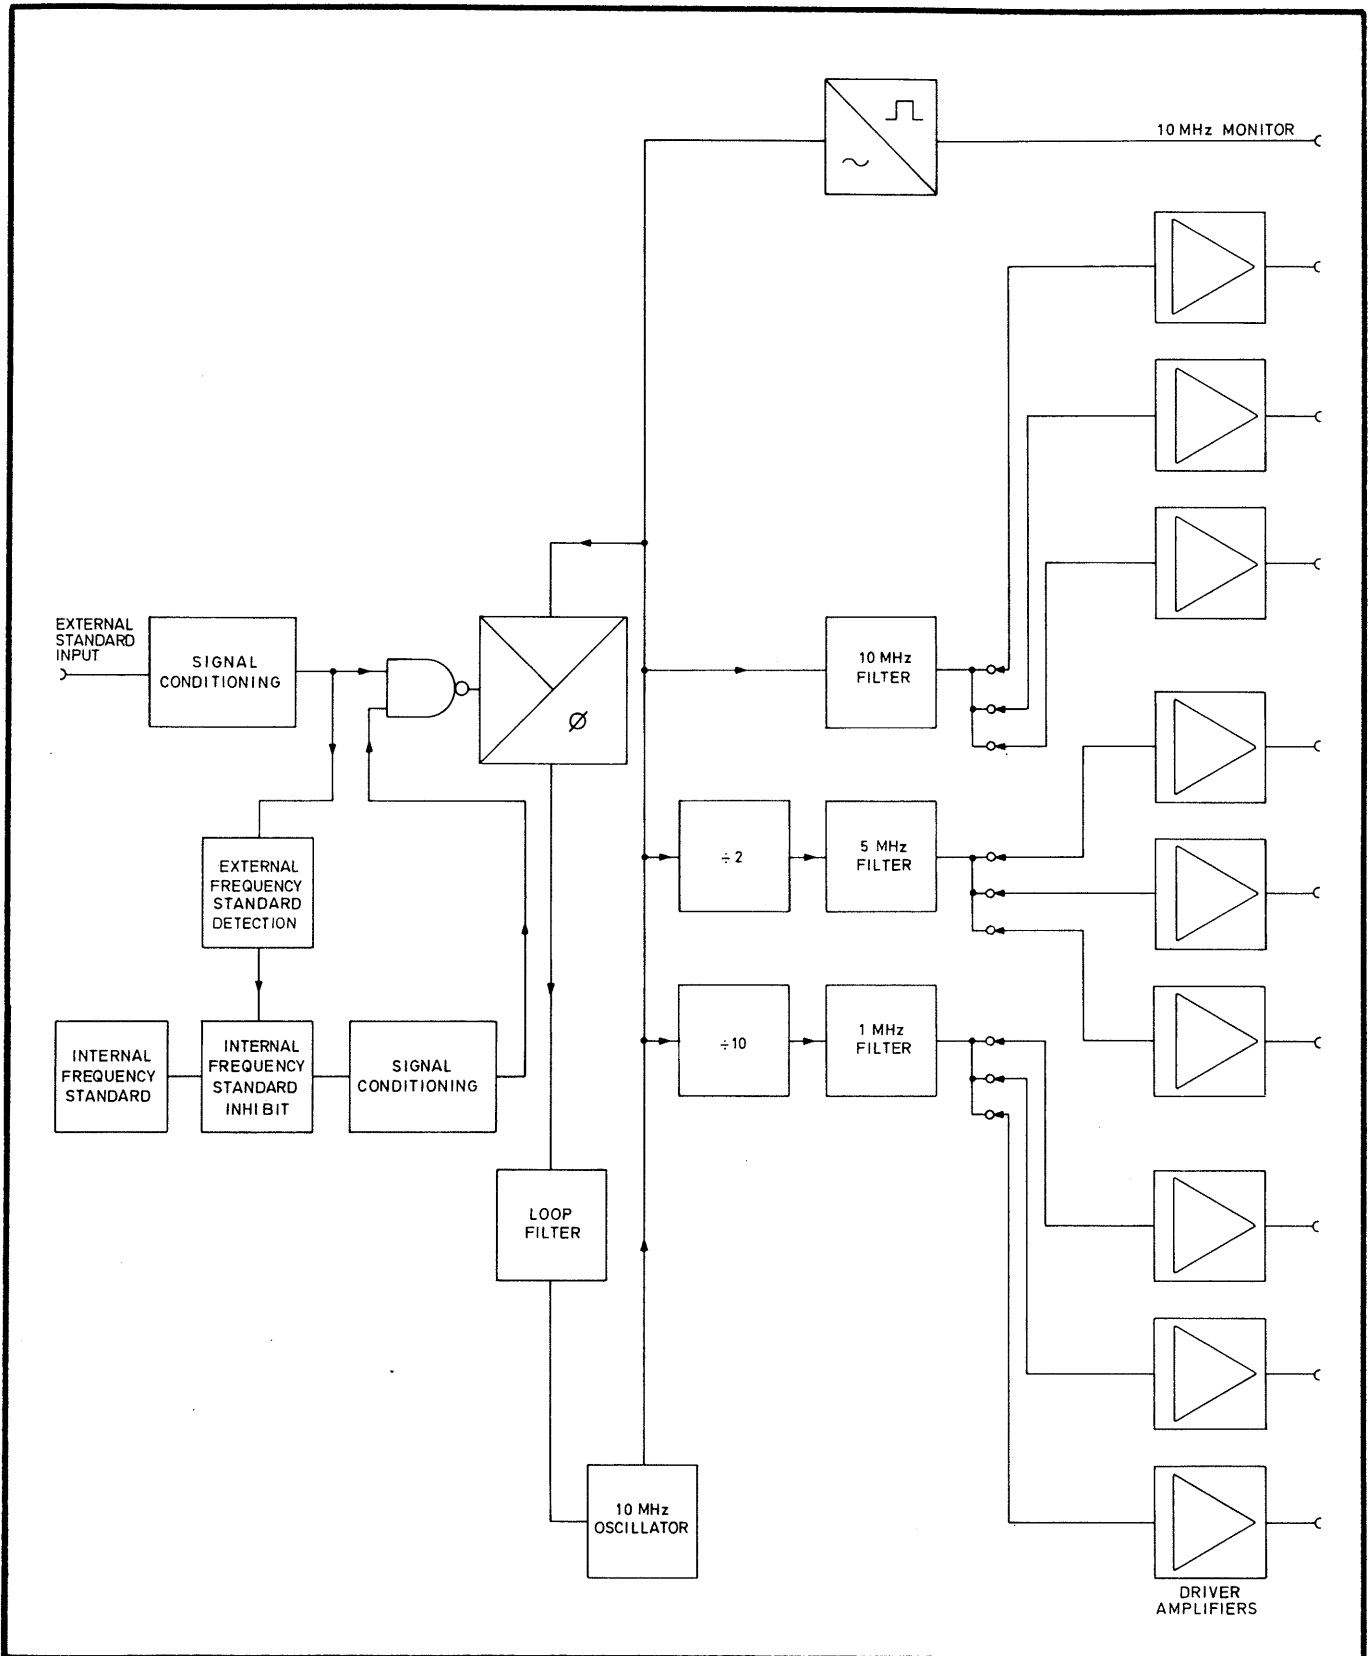 10 MHz MONITOR
EXTERNAL
STANDARD
INPUT
SIGNAL
CONDITIONING
Ø
10 MHz
FILTER
÷2
5 MHz
FILTER
EXTERNAL
FREQUENCY
STANDARD
DETECTION
÷10
1 MHz
FILTER
INTERNAL
FREQUENCY
STANDARD
INTERNAL
FREQUENCY
STANDARD
INHIBIT
SIGNAL
CONDITIONING
LOOP
FILTER
10 MHz
OSCILLATOR
DRIVER
AMPLIFIERS